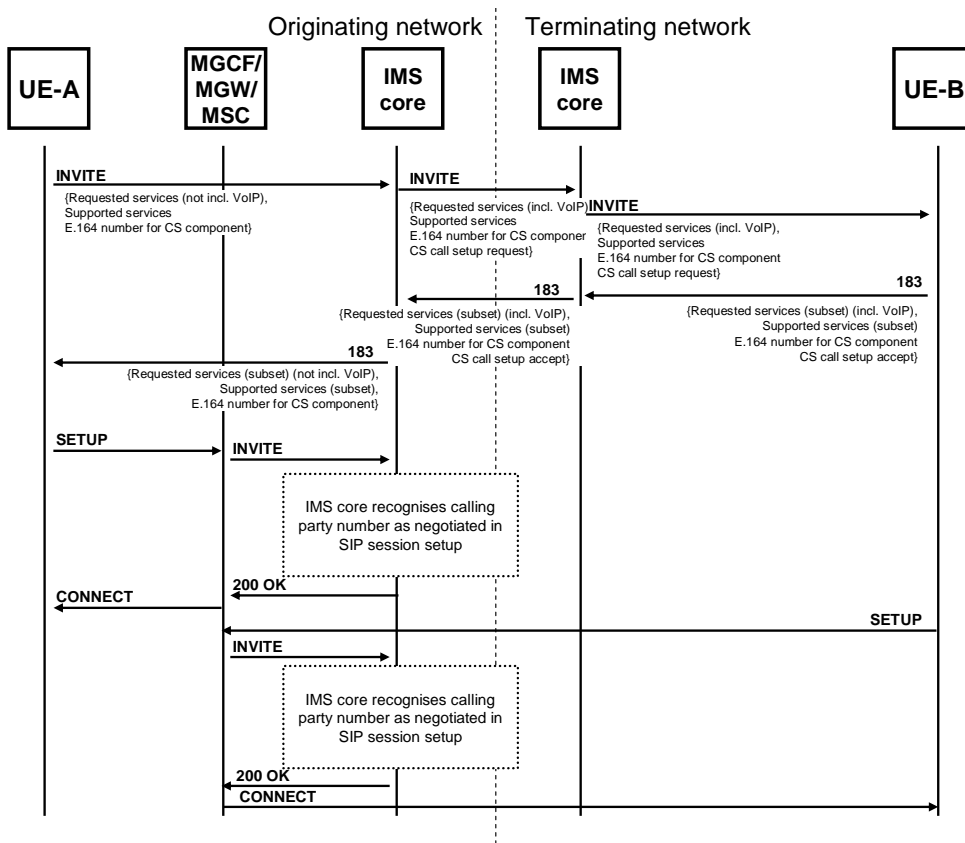 Originating network
Terminating network
UE-A
MGCF/
MGW/
MSC
IMS
core
IMS
core
UE-B
INVITE
{Requested services (not incl. VoIP),
Supported services
E.164 number for CS component}
INVITE
{Requested services (incl. VoIP)
Supported services
E.164 number for CS componer
CS call setup request}
INVITE
{Requested services (incl. VoIP),
Supported services
E.164 number for CS component
CS call setup request}
183
{Requested services (subset) (incl. VoIP),
Supported services (subset)
E.164 number for CS component
CS call setup accept}
183
{Requested services (subset) (incl. VoIP),
Supported services (subset)
E.164 number for CS component
CS call setup accept}
183
{Requested services (subset) (not incl. VoIP),
Supported services (subset),
E.164 number for CS component}
SETUP
INVITE
IMS core recognises calling
party number as negotiated in
SIP session setup
200 OK
CONNECT
SETUP
INVITE
IMS core recognises calling
party number as negotiated in
SIP session setup
200 OK
CONNECT